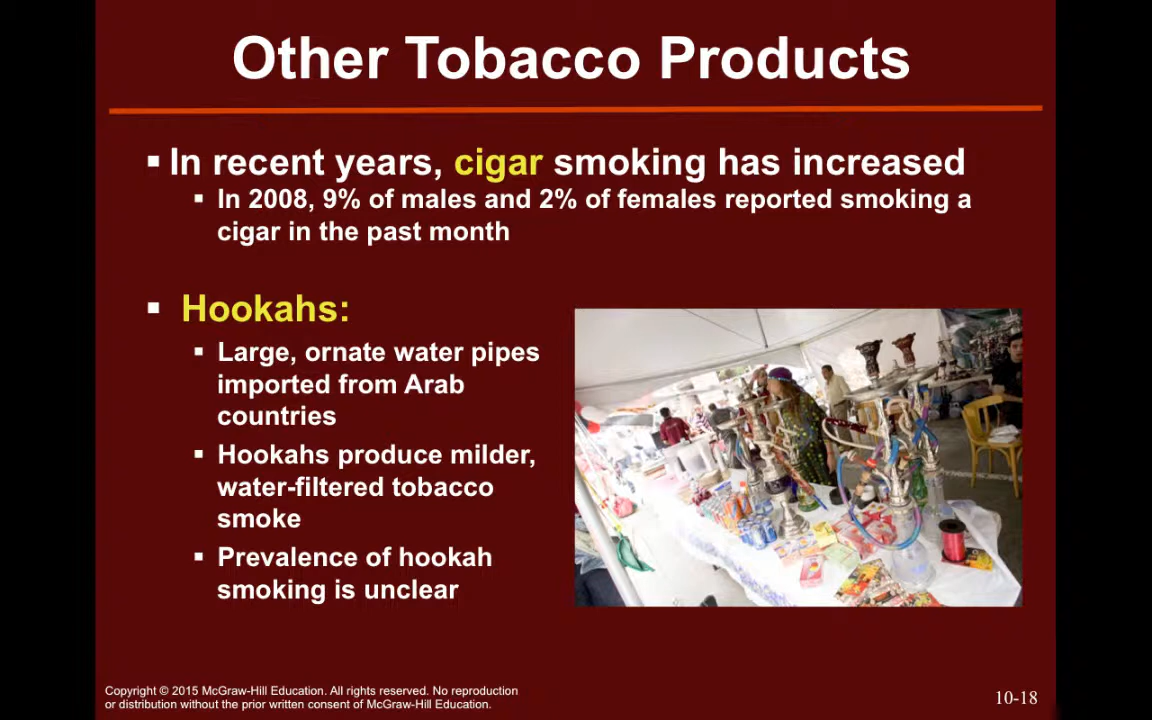 Other Tobacco Products
▪ In recent years, cigar smoking has increased
▪ In 2008, 9% of males and 2% of females reported smoking a
cigar in the past month
▪ Hookahs:
▪ Large, ornate water pipes
imported from Arab
countries
▪ Hookahs produce milder,
water-filtered tobacco
smoke
▪ Prevalence of hookah
smoking is unclear
Copyright © 2015 McGraw-Hill Education. All rights reserved. No reproduction
or distribution without the prior written consent of McGraw-Hill Education.
10-18